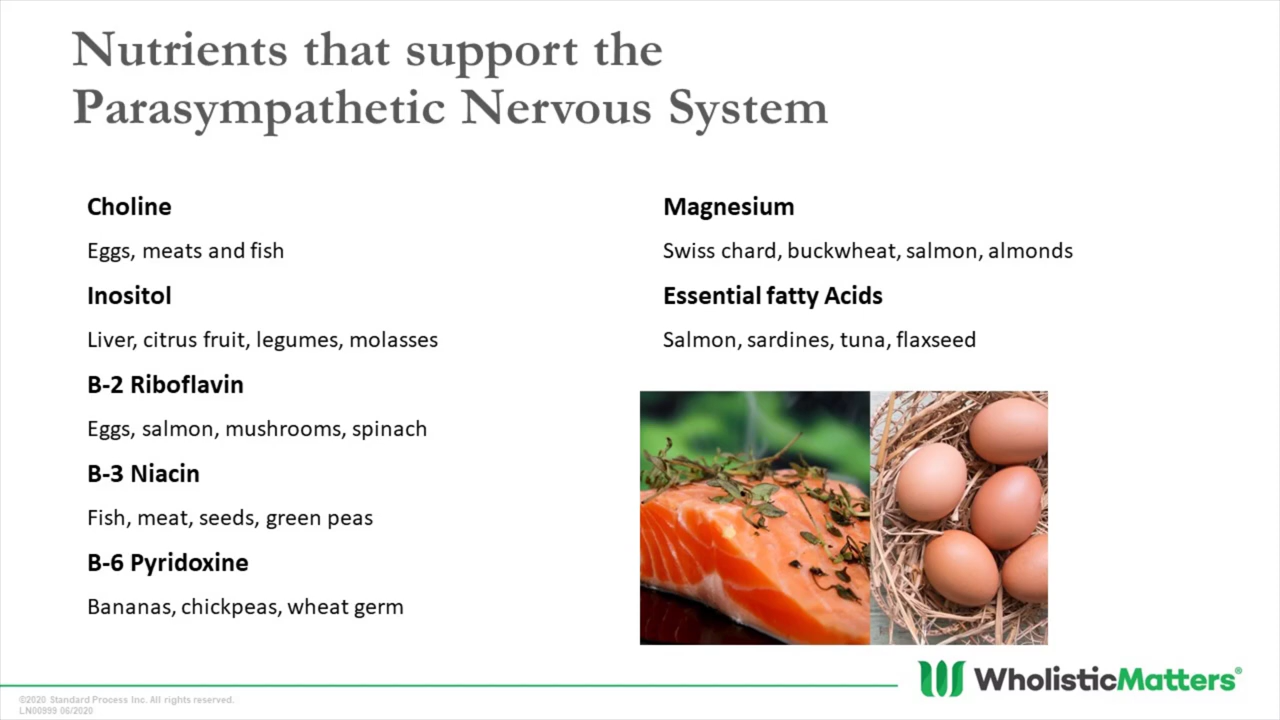 Nutrients that support the
Parasympathetic Nervous System
Choline
Eggs, meats and fish
Inositol
Liver, citrus fruit, legumes, molasses
B-2 Riboflavin
Eggs, salmon, mushrooms, spinach
B-3 Niacin
Fish, meat, seeds, green peas
B-6 Pyridoxine
Bananas, chickpeas, wheat germ
Magnesium
Swiss chard, buckwheat, salmon, almonds
Essential fatty Acids
Salmon, sardines, tuna, flaxseed
WholisticMatters®
©2020 Standard Process Inc. All rights reserved.
LN00999 06/2020